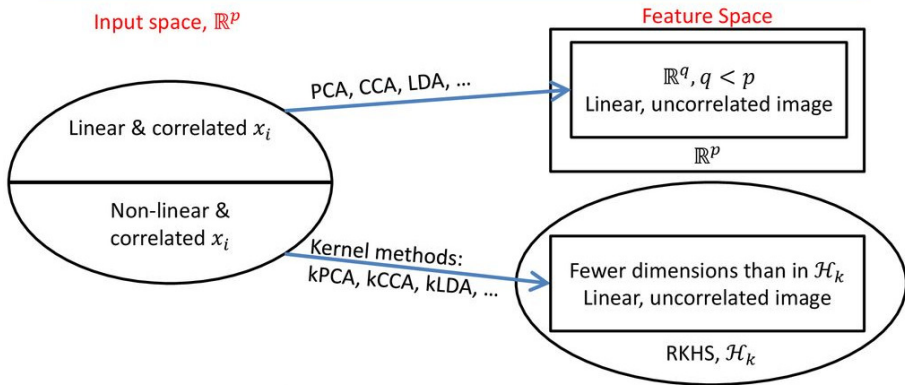 Input space, ℝ^p
Feature Space
PCA, CCA, LDA, ...
ℝ^q, q < p
Linear, uncorrelated image
ℝ^p
Linear & correlated x_i
Non-linear &
correlated x_i
Kernel methods:
kPCA, kCCA, kLDA, ...
Fewer dimensions than in ℋ_k
Linear, uncorrelated image
RKHS, ℋ_k